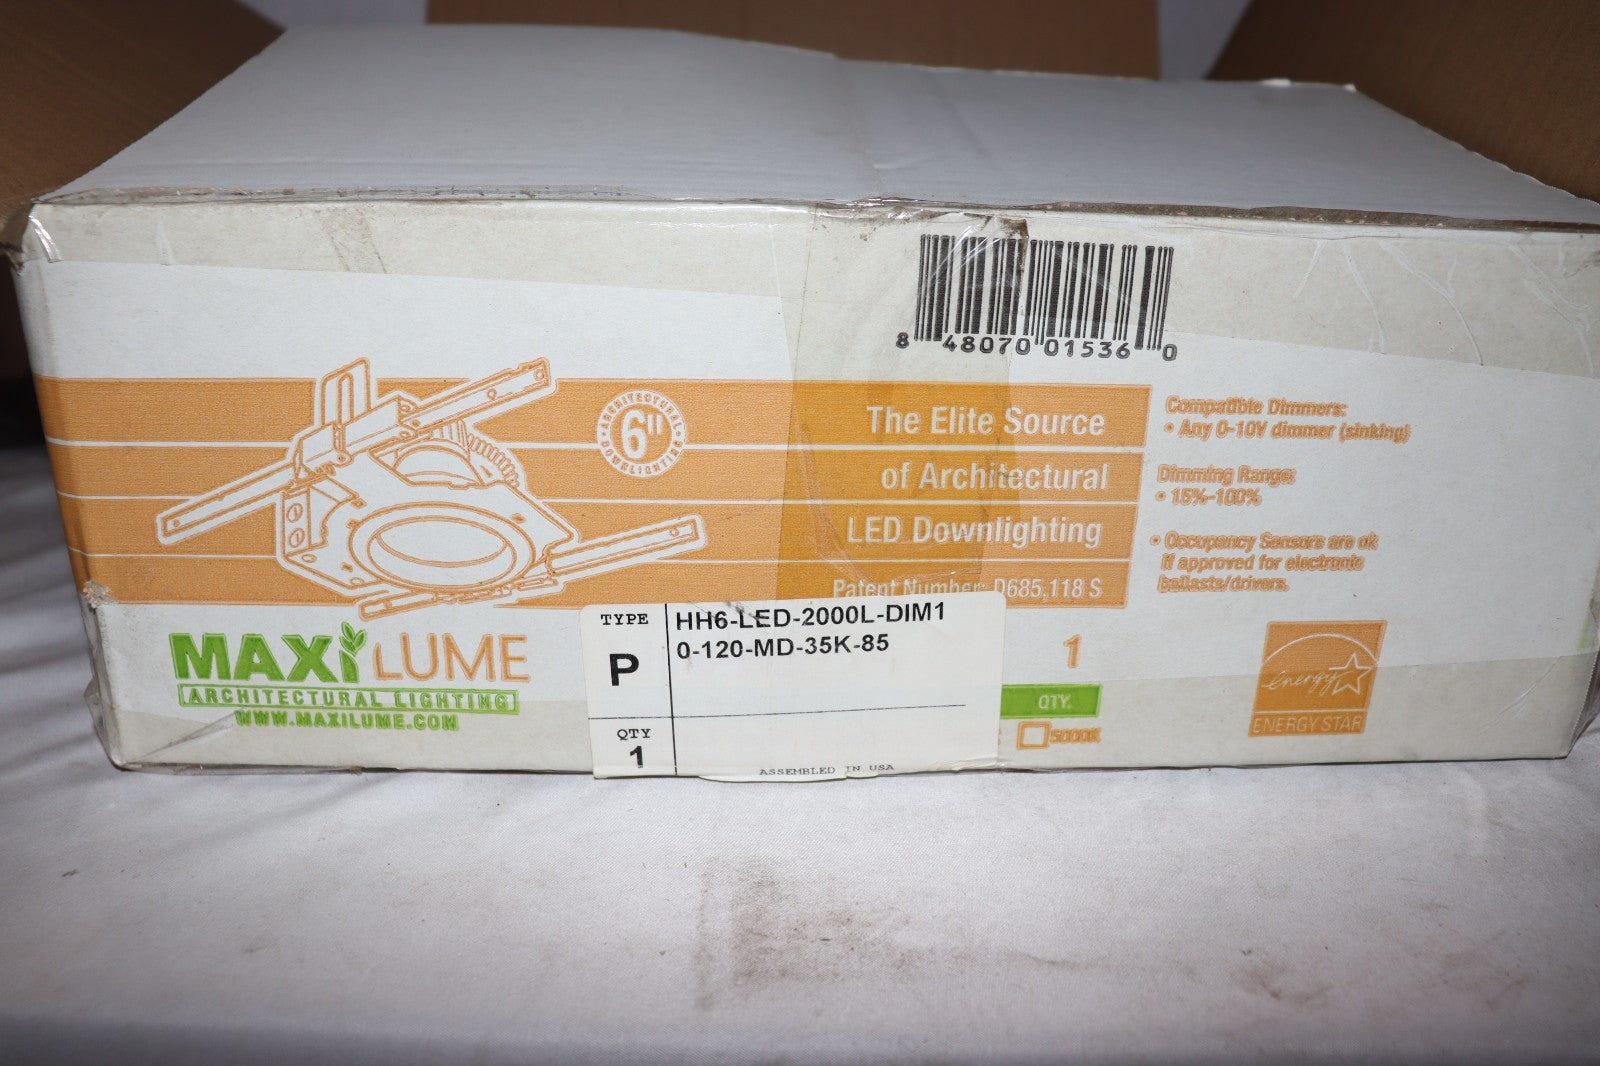 8 48070 01536 0
6"
ARCHITECTURAL
DOWNLIGHTING
The Elite Source
of Architectural
LED Downlighting
Patent Number: D685,118 S
Compatible Dimmers:
• Any 0-10V dimmer (sinking)
Dimming Range:
• 15%-100%
• Occupancy Sensors are ok
if approved for electronic
ballasts/drivers.
MAXiLUME
ARCHITECTURAL LIGHTING
WWW.MAXILUME.COM
TYPE
P
HH6-LED-2000L-DIM1
0-120-MD-35K-85
QTY
1
ASSEMBLED IN USA
1
QTY.
5000K
energy
ENERGY STAR